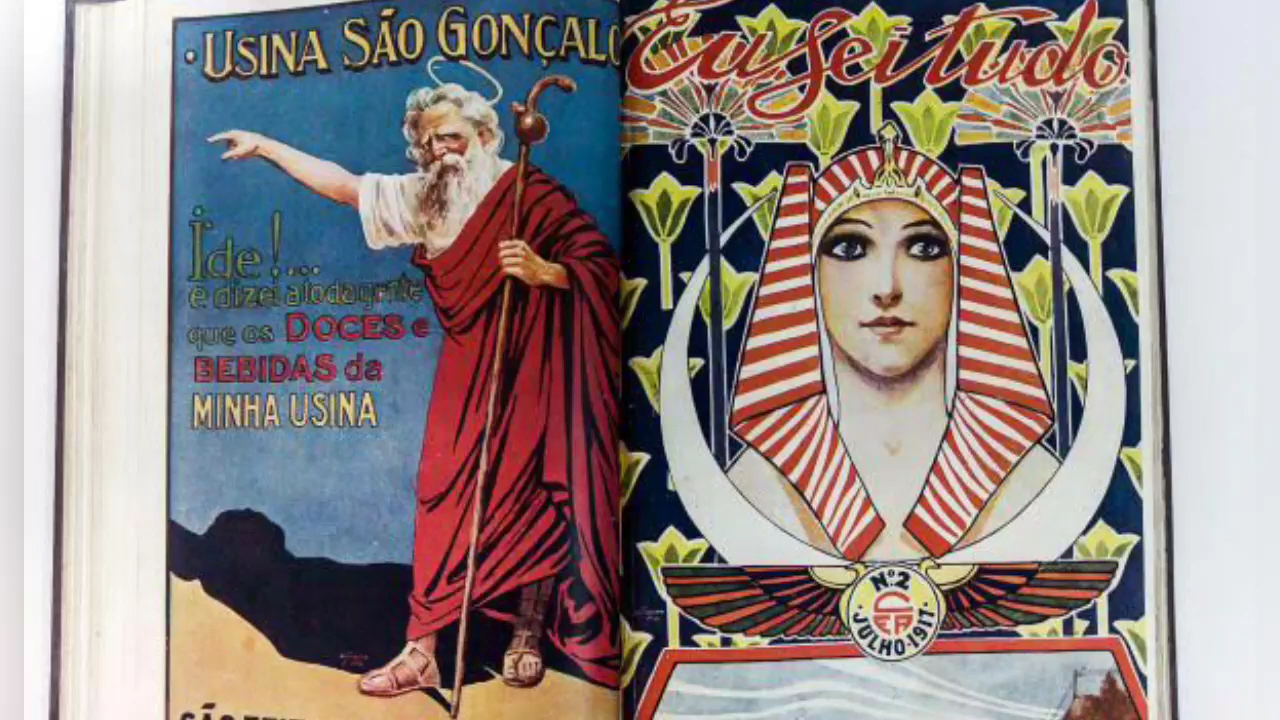 · USINA SÃO GONÇALO
Ide!...
e dizei a toda gente
que os DOCES e
BEBIDAS da
MINHA USINA
Eu sei tudo
Nº 2
JULHO·1917·